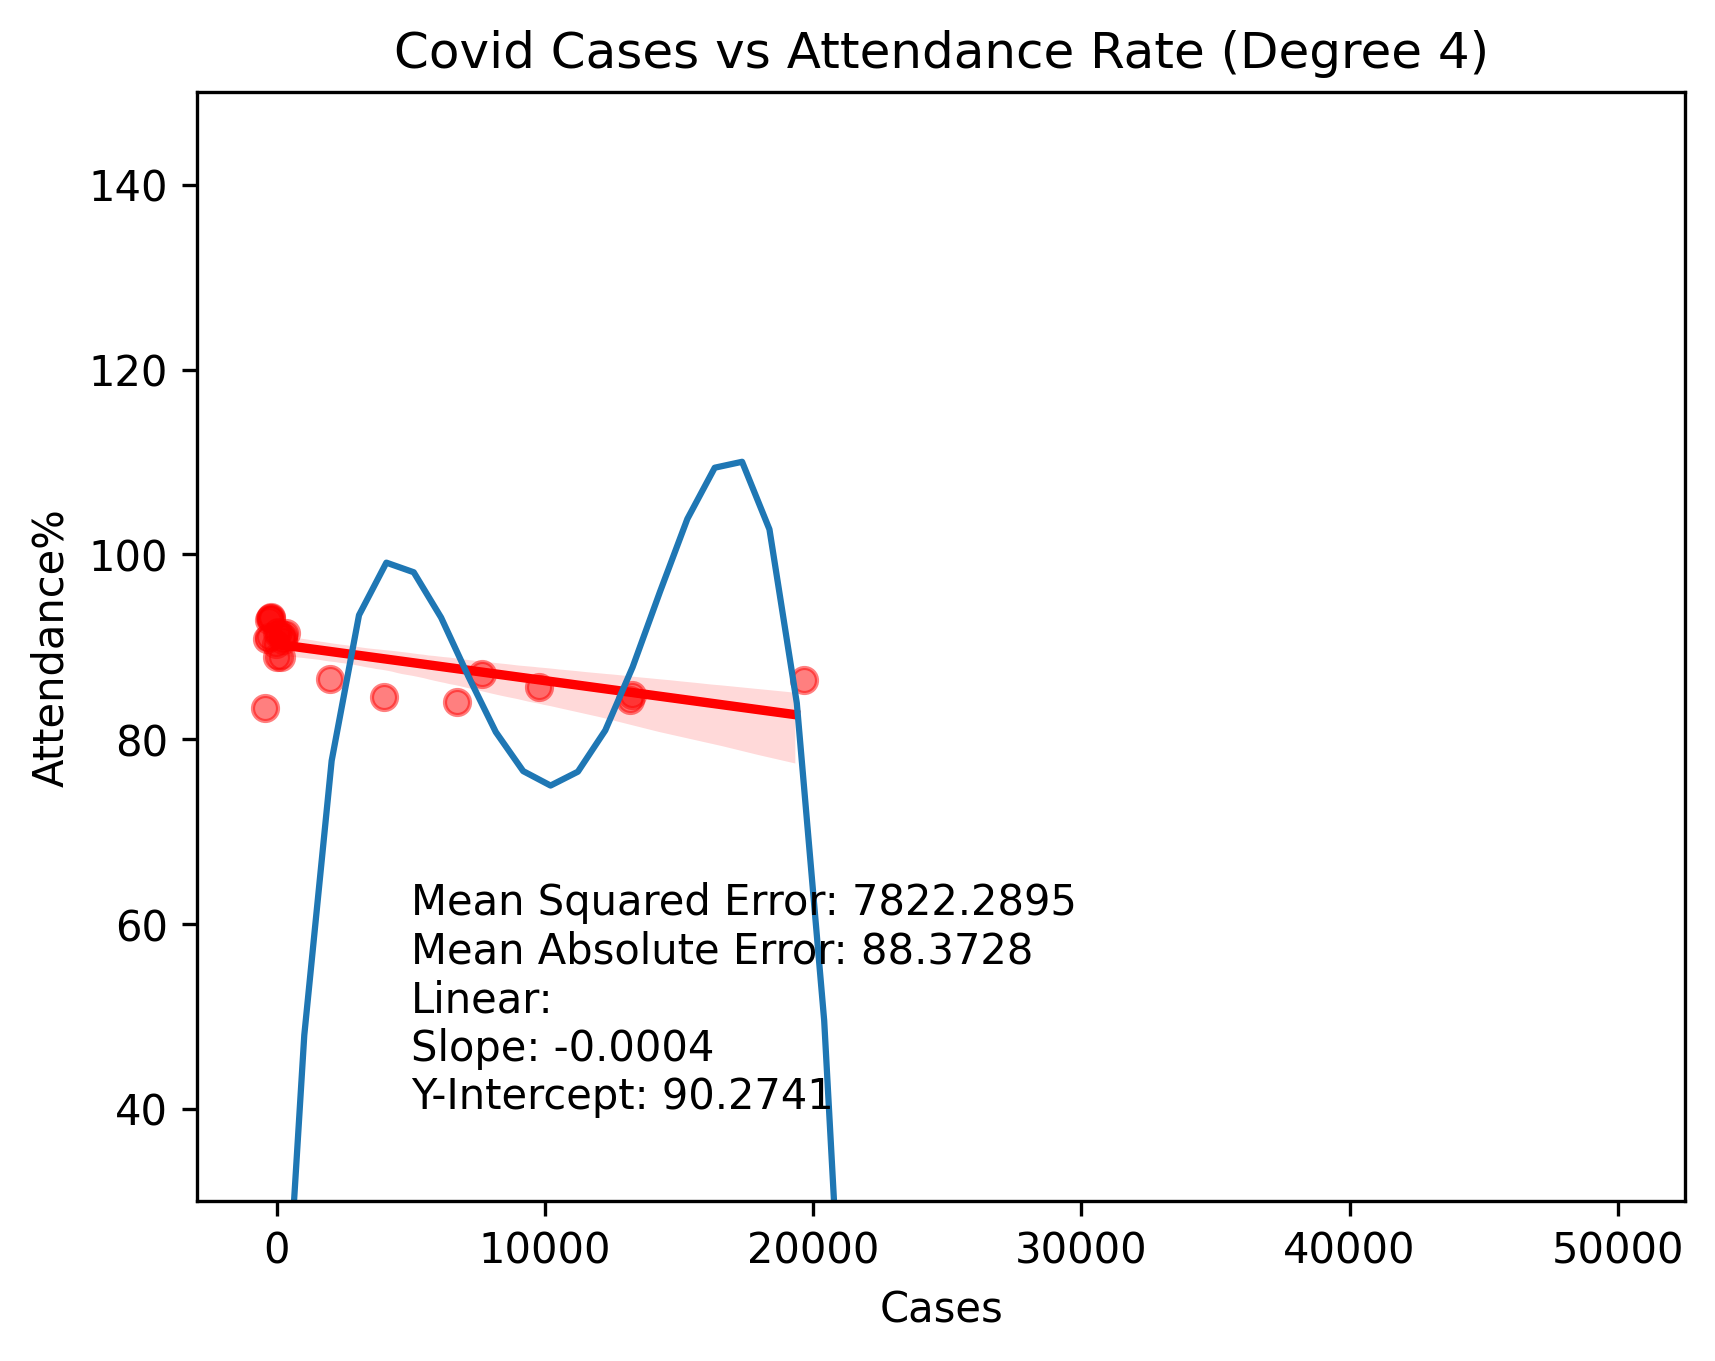 Covid Cases vs Attendance Rate (Degree 4)
140
120
100
80
60
40
Attendance%
Mean Squared Error: 7822.2895
Mean Absolute Error: 88.3728
Linear:
Slope: -0.0004
Y-Intercept: 90.2741
0 10000 20000 30000 40000 50000
Cases